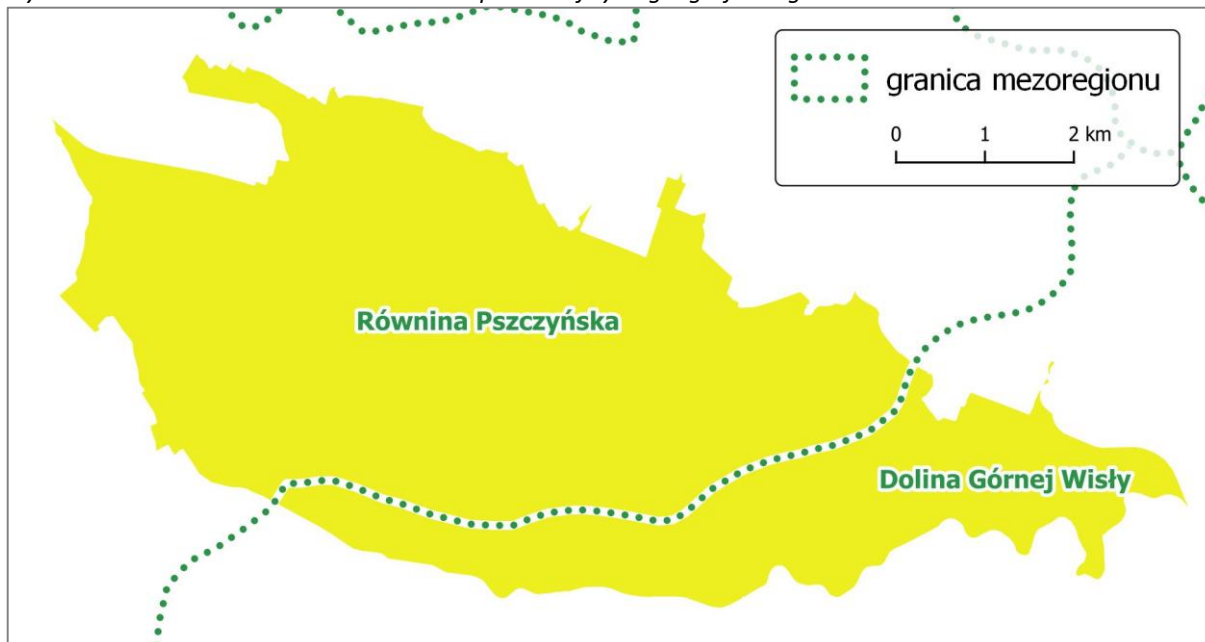 granica mezoregionu
0 1 2 km
Równina Pszczyńska
Dolina Górnej Wisły